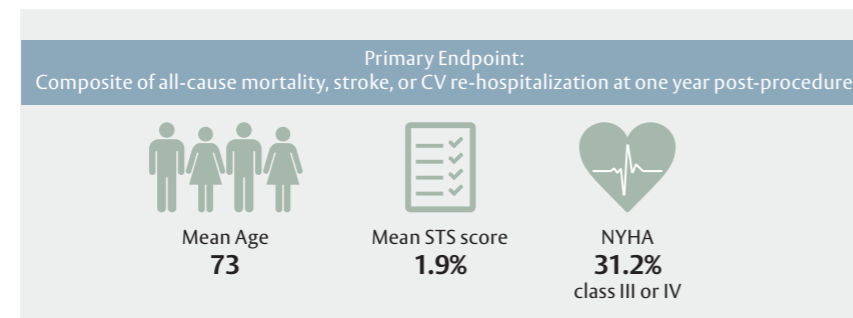 Primary Endpoint:
Composite of all-cause mortality, stroke, or CV re-hospitalization at one year post-procedure
Mean Age
73
Mean STS score
1.9%
NYHA
31.2%
class III or IV